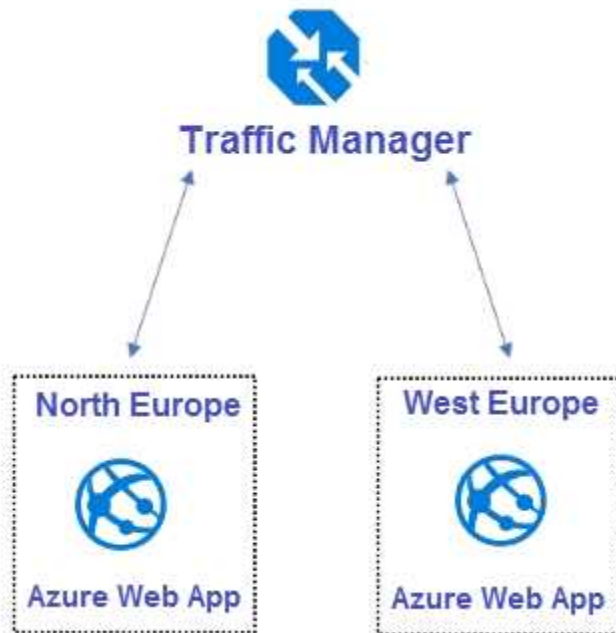 Traffic Manager
North Europe
Azure Web App
West Europe
Azure Web App